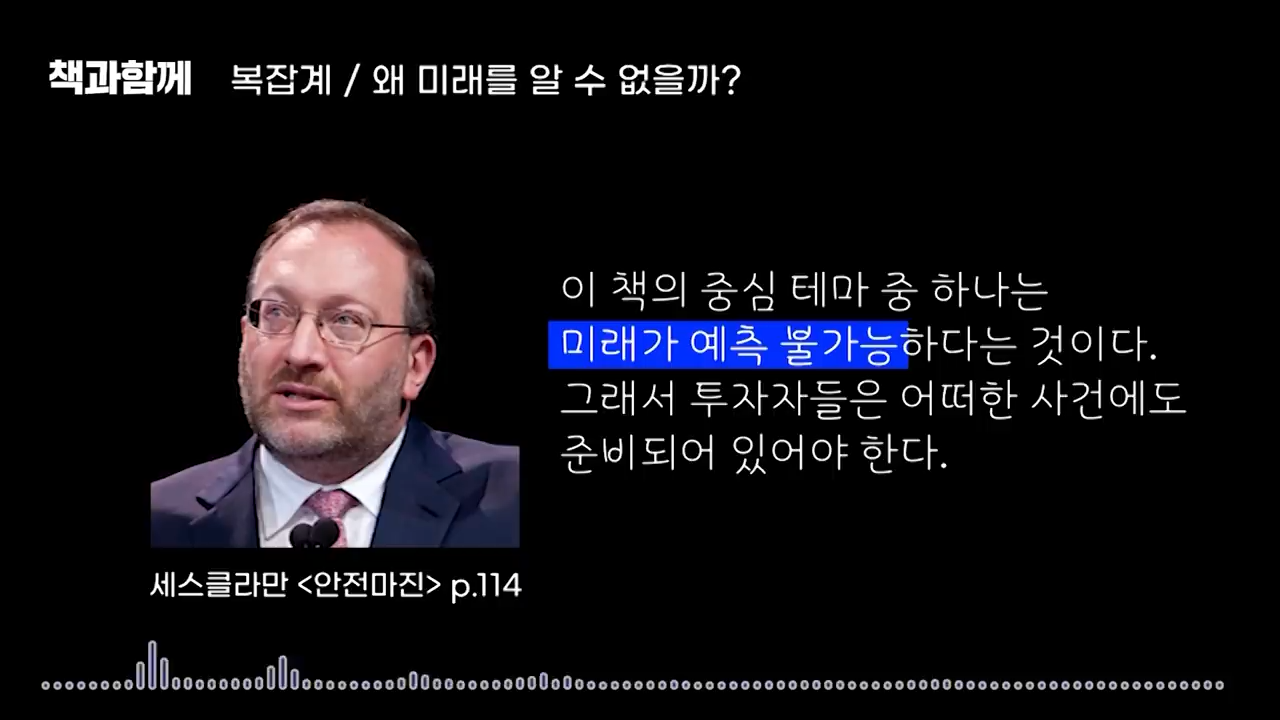 책과함께 복잡계 / 왜 미래를 알 수 없을까?
이 책의 중심 테마 중 하나는
미래가 예측 불가능하다는 것이다.
그래서 투자자들은 어떠한 사건에도
준비되어 있어야 한다.
세스클라만 <안전마진> p.114